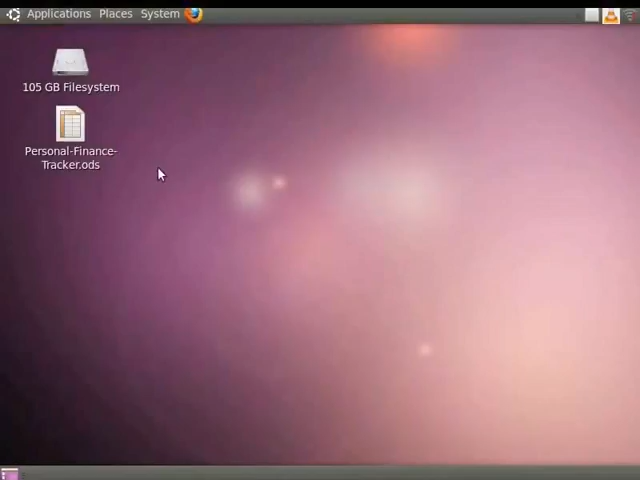 Applications Places System
105 GB Filesystem
Personal-Finance-
Tracker.ods